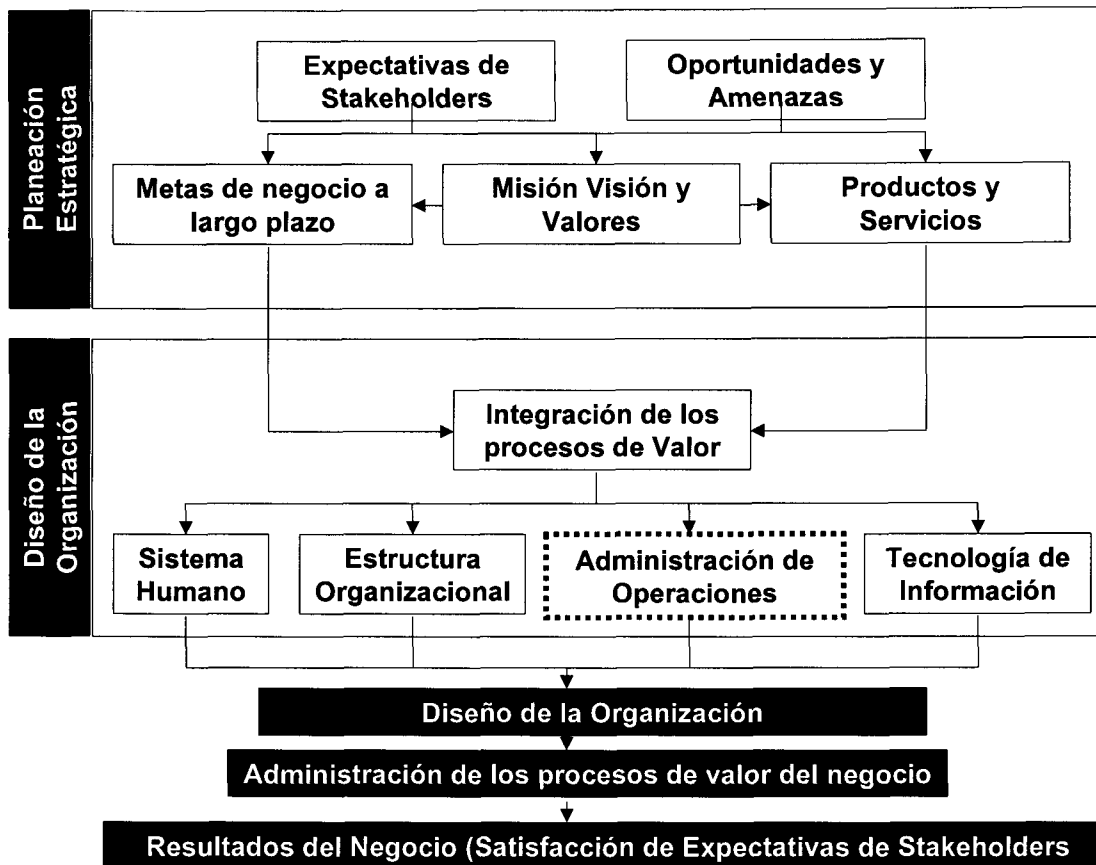 Planeación
Estratégica
Expectativas de
Stakeholders
Oportunidades y
Amenazas
Metas de negocio a
largo plazo
Misión Visión y
Valores
Productos y
Servicios
Diseño de la
Organización
Integración de los
procesos de Valor
Sistema
Humano
Estructura
Organizacional
Administración de
Operaciones
Tecnología de
Información
Diseño de la Organización
Administración de los procesos de valor del negocio
Resultados del Negocio (Satisfacción de Expectativas de Stakeholders